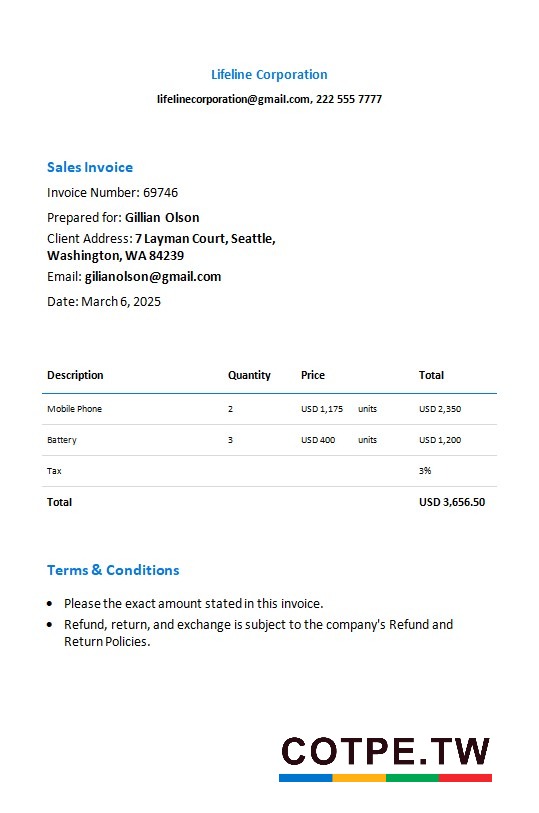 Lifeline Corporation
lifelinecorporation@gmail.com, 222 555 7777
Sales Invoice
Invoice Number: 69746
Prepared for: Gillian Olson
Client Address: 7 Layman Court, Seattle,
Washington, WA 84239
Email: gilianolson@gmail.com
Date: March 6, 2025
Description Quantity Price Total
Mobile Phone 2 USD 1,175 units USD 2,350
Battery 3 USD 400 units USD 1,200
Tax 3%
Total USD 3,656.50
Terms & Conditions
• Please the exact amount stated in this invoice.
• Refund, return, and exchange is subject to the company's Refund and
Return Policies.
COTPE.TW